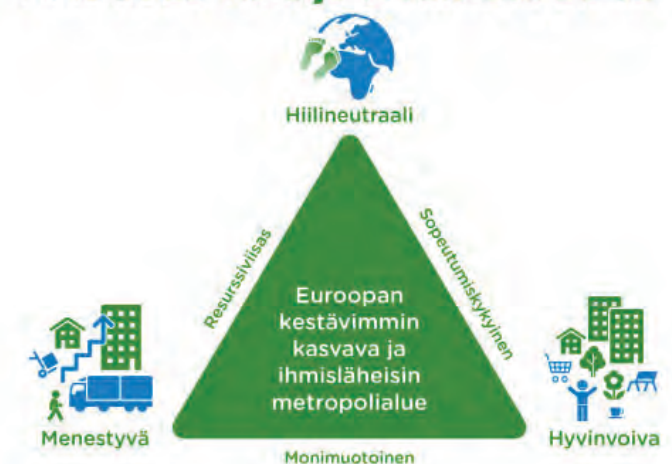 Hiilineutraali
Resurssiviisas
Sopeutumiskykyinen
Euroopan
kestävimmin
kasvava ja
ihmisläheisin
metropolialue
Menestyvä
Hyvinvoiva
Monimuotoinen